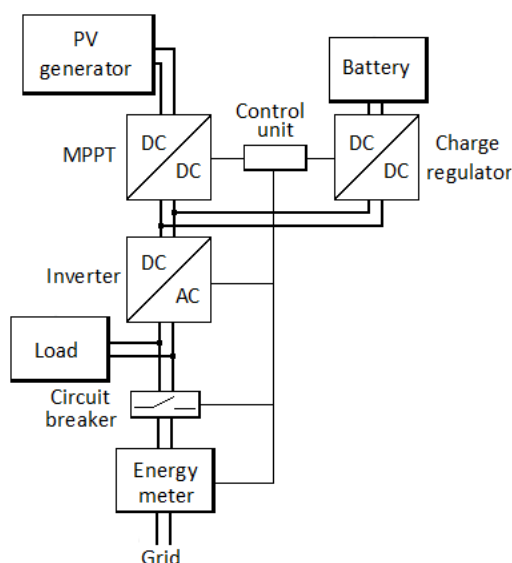 PV
generator
Battery
Control
unit
MPPT
DC
DC
DC
DC
Charge
regulator
Inverter
DC
AC
Load
Circuit
breaker
Energy
meter
Grid